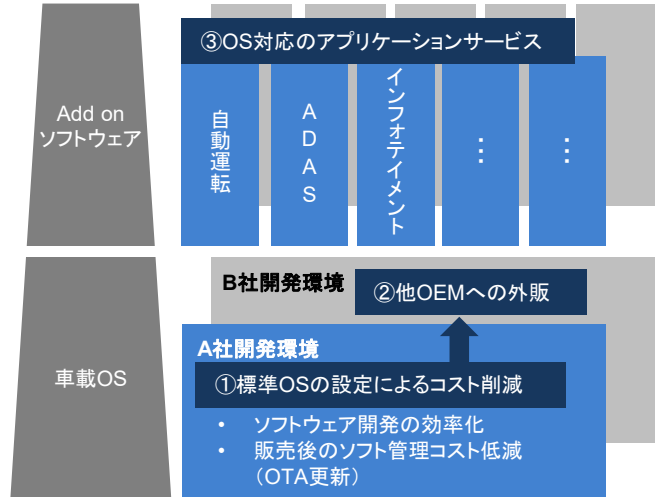 ③OS対応のアプリケーションサービス
Add on
ソフトウェア
自動運転
ADAS
インフォテイメント
…
…
B社開発環境
②他OEMへの外販
A社開発環境
車載OS
①標準OSの設定によるコスト削減
• ソフトウェア開発の効率化
• 販売後のソフト管理コスト低減
（OTA更新）